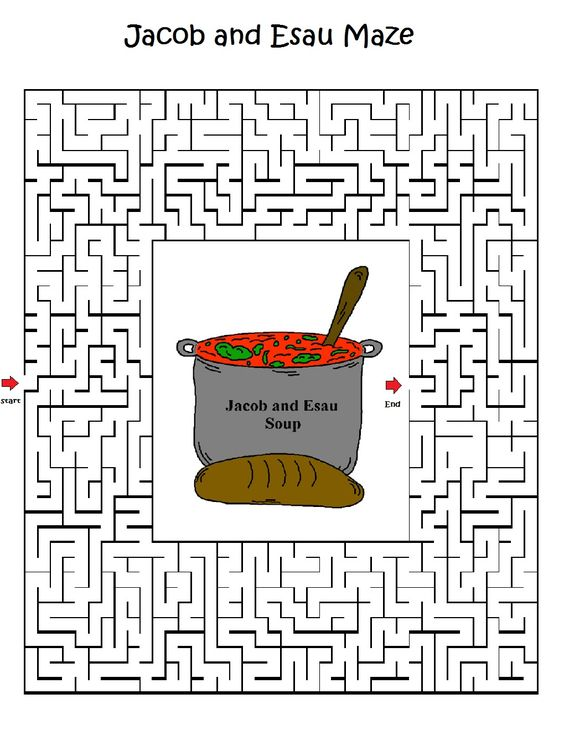 Jacob and Esau Maze
start
Jacob and Esau
Soup
End